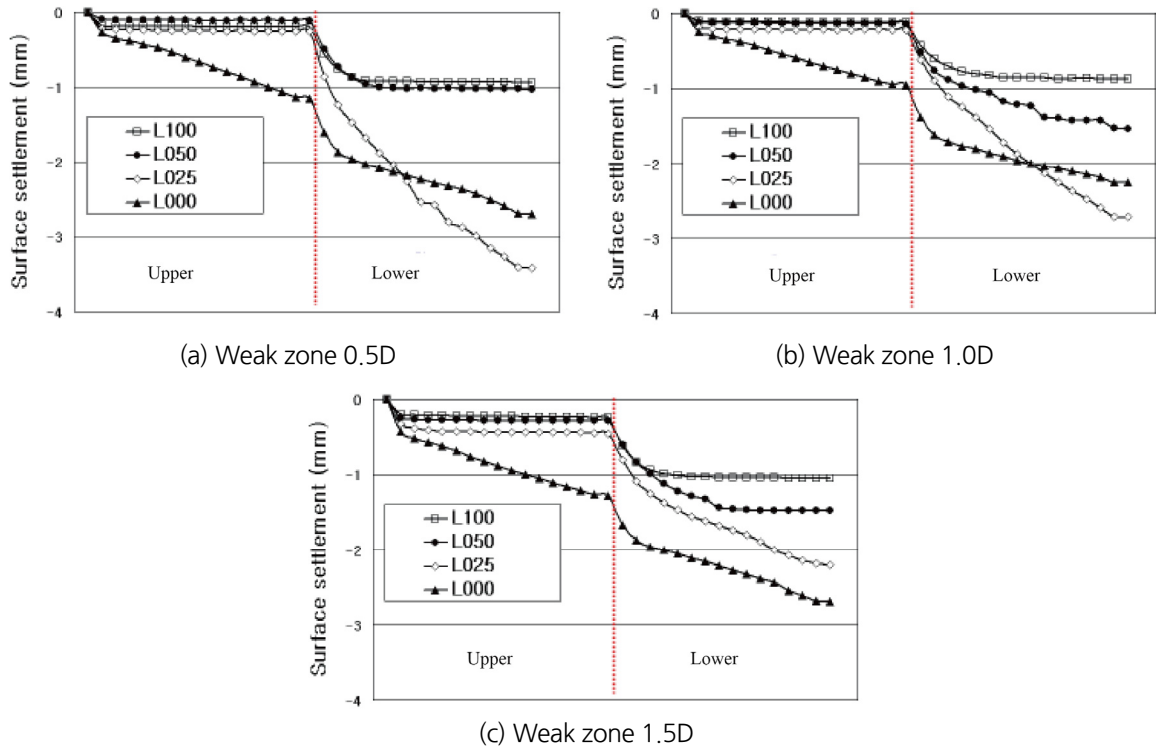 Surface settlement (mm)
0
-1
-2
-3
-4
L100
L050
L025
L000
Upper
Lower
(a) Weak zone 0.5D
Surface settlement (mm)
0
-1
-2
-3
-4
L100
L050
L025
L000
Upper
Lower
(b) Weak zone 1.0D
Surface settlement (mm)
0
-1
-2
-3
-4
L100
L050
L025
L000
Upper
Lower
(c) Weak zone 1.5D